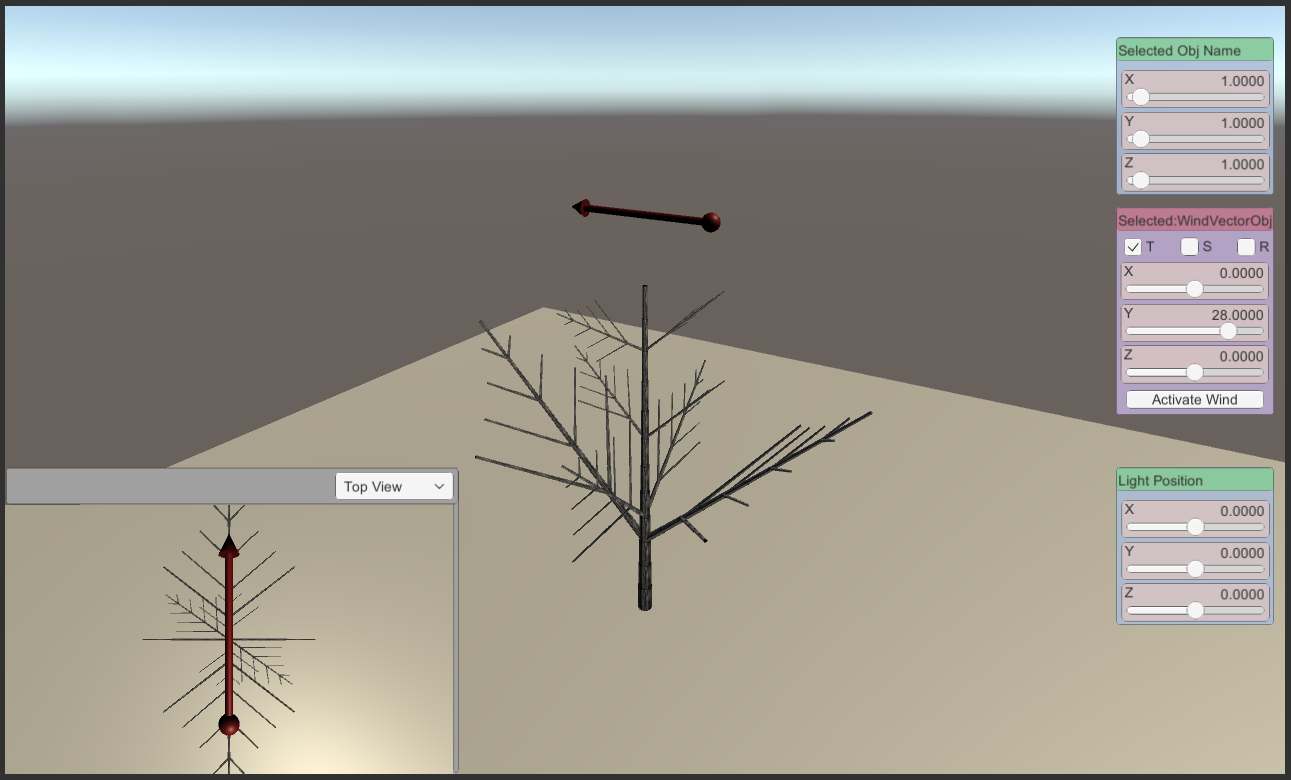 Selected Obj Name
X 1.0000
Y 1.0000
Z 1.0000
Selected:WindVectorObj
T S R
X 0.0000
Y 28.0000
Z 0.0000
Activate Wind
Top View
Light Position
X 0.0000
Y 0.0000
Z 0.0000